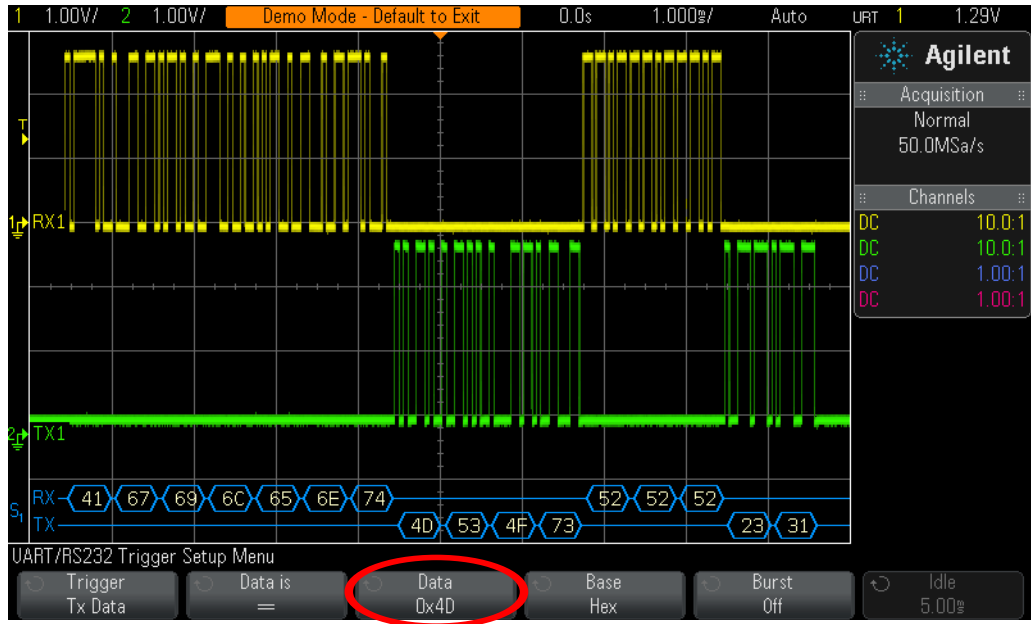 1 1.00V/ 2 1.00V/ Demo Mode - Default to Exit 0.0s 1.000ms/ Auto URT 1 1.29V
Agilent
Acquisition
Normal
50.0MSa/s
Channels
DC 10.0:1
DC 10.0:1
DC 1.00:1
DC 1.00:1
T
1 RX1
2 TX1
S1
RX 41 67 69 6C 65 6E 74 52 52 52
TX 4D 53 4F 73 23 31
UART/RS232 Trigger Setup Menu
Trigger Data is Data Base Burst Idle
Tx Data = 0x4D Hex Off 5.00ms